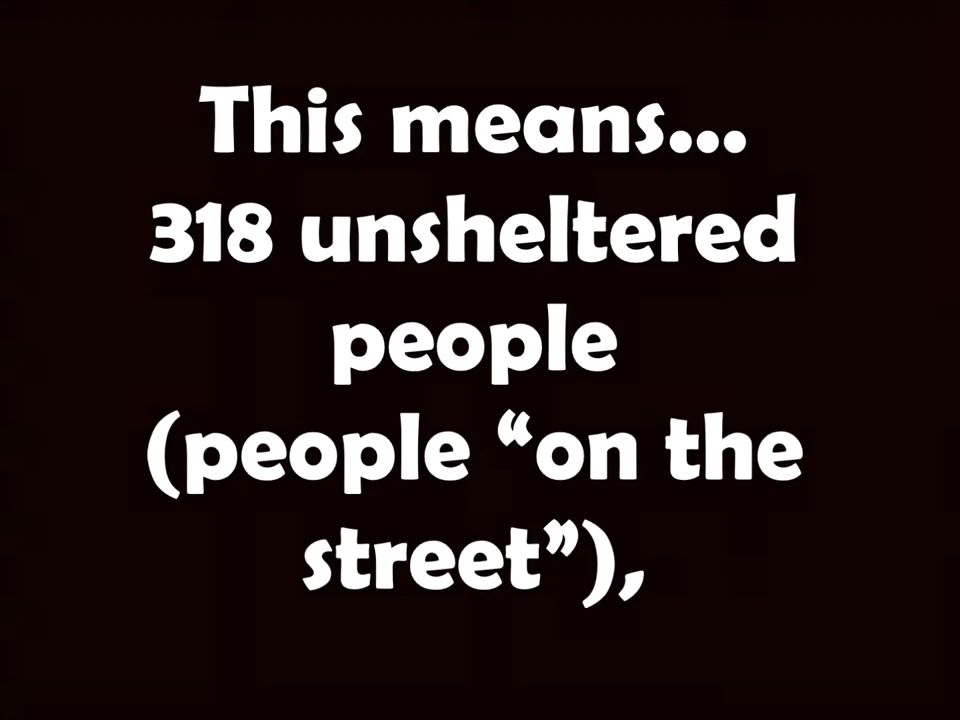 This means...
318 unsheltered
people
(people “on the
street”),